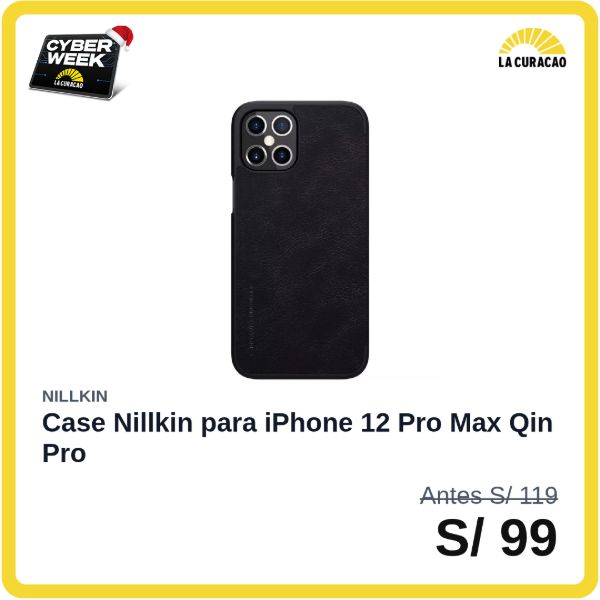 CYBER
WEEK
LA CURACAO
LA CURACAO
NILLKIN
Case Nillkin para iPhone 12 Pro Max Qin
Pro
Antes S/ 119
S/ 99